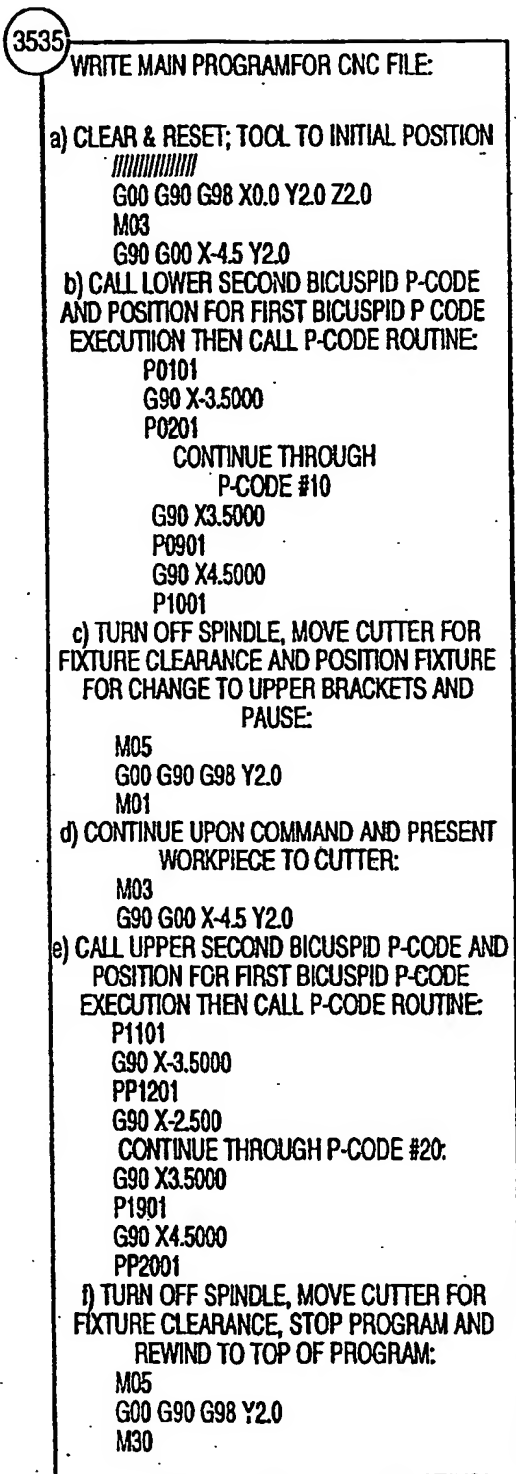 3535
WRITE MAIN PROGRAMFOR CNC FILE:
a) CLEAR & RESET; TOOL TO INITIAL POSITION
////////////////
G00 G90 G98 X0.0 Y2.0 Z2.0
M03
G90 G00 X-4.5 Y2.0
b) CALL LOWER SECOND BICUSPID P-CODE
AND POSITION FOR FIRST BICUSPID P CODE
EXECUTIION THEN CALL P-CODE ROUTINE:
P0101
G90 X-3.5000
P0201
CONTINUE THROUGH
P-CODE #10
G90 X3.5000
P0901
G90 X4.5000
P1001
c) TURN OFF SPINDLE, MOVE CUTTER FOR
FIXTURE CLEARANCE AND POSITION FIXTURE
FOR CHANGE TO UPPER BRACKETS AND
PAUSE:
M05
G00 G90 G98 Y2.0
M01
d) CONTINUE UPON COMMAND AND PRESENT
WORKPIECE TO CUTTER:
M03
G90 G00 X-4.5 Y2.0
e) CALL UPPER SECOND BICUSPID P-CODE AND
POSITION FOR FIRST BICUSPID P-CODE
EXECUTION THEN CALL P-CODE ROUTINE:
P1101
G90 X-3.5000
PP1201
G90 X-2.500
CONTINUE THROUGH P-CODE #20:
G90 X3.5000
P1901
G90 X4.5000
PP2001
f) TURN OFF SPINDLE, MOVE CUTTER FOR
FIXTURE CLEARANCE, STOP PROGRAM AND
REWIND TO TOP OF PROGRAM:
M05
G00 G90 G98 Y2.0
M30